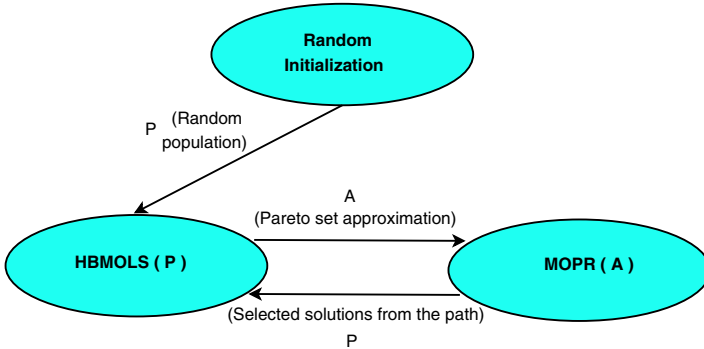 Random
Initialization
P (Random
population)
A
(Pareto set approximation)
HBMOLS ( P )
MOPR ( A )
(Selected solutions from the path)
P